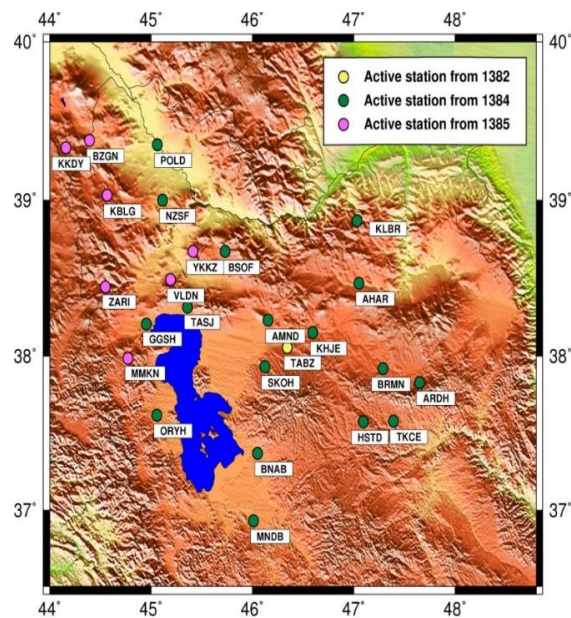 44° 45° 46° 47° 48°
40° 40°
Active station from 1382
Active station from 1384
Active station from 1385
KKDY
BZGN
POLD
39° 39°
KBLG
NZSF
KLBR
YKKZ
BSOF
ZARI
VLDN
AHAR
TASJ
GGSH
AMND
KHJE
38° 38°
MMKN
TABZ
SKOH
BRMN
ARDH
ORYH
HSTD
TKCE
BNAB
37° 37°
MNDB
44° 45° 46° 47° 48°